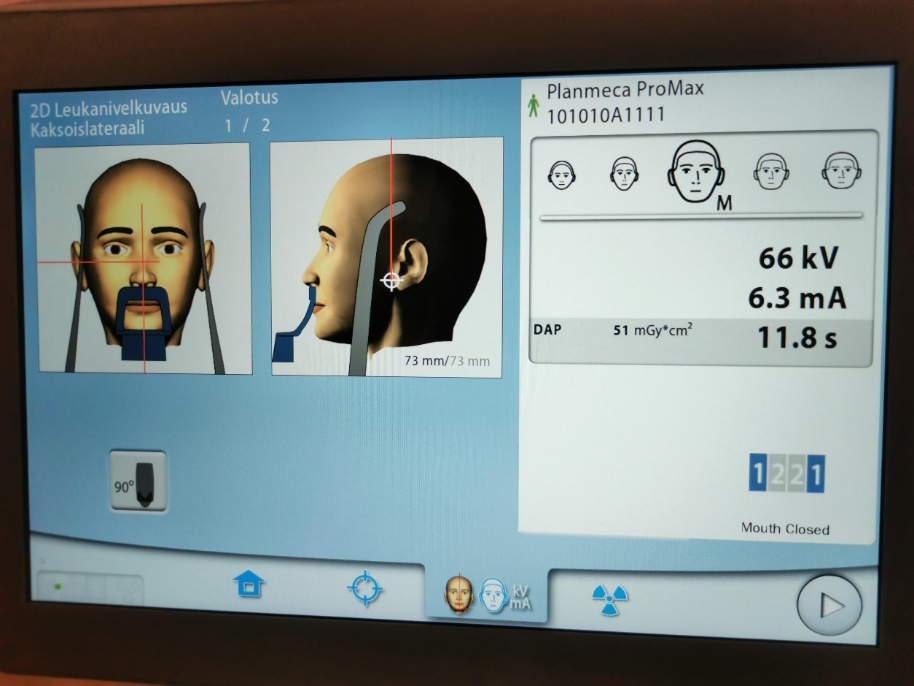 2D Leukanivelkuvaus
Kaksoislateraali
Valotus
1 / 2
Planmeca ProMax
101010A1111
M
66 kV
6.3 mA
DAP 51 mGy*cm² 11.8 s
73 mm/73 mm
90°
1221
Mouth Closed
kV
mA